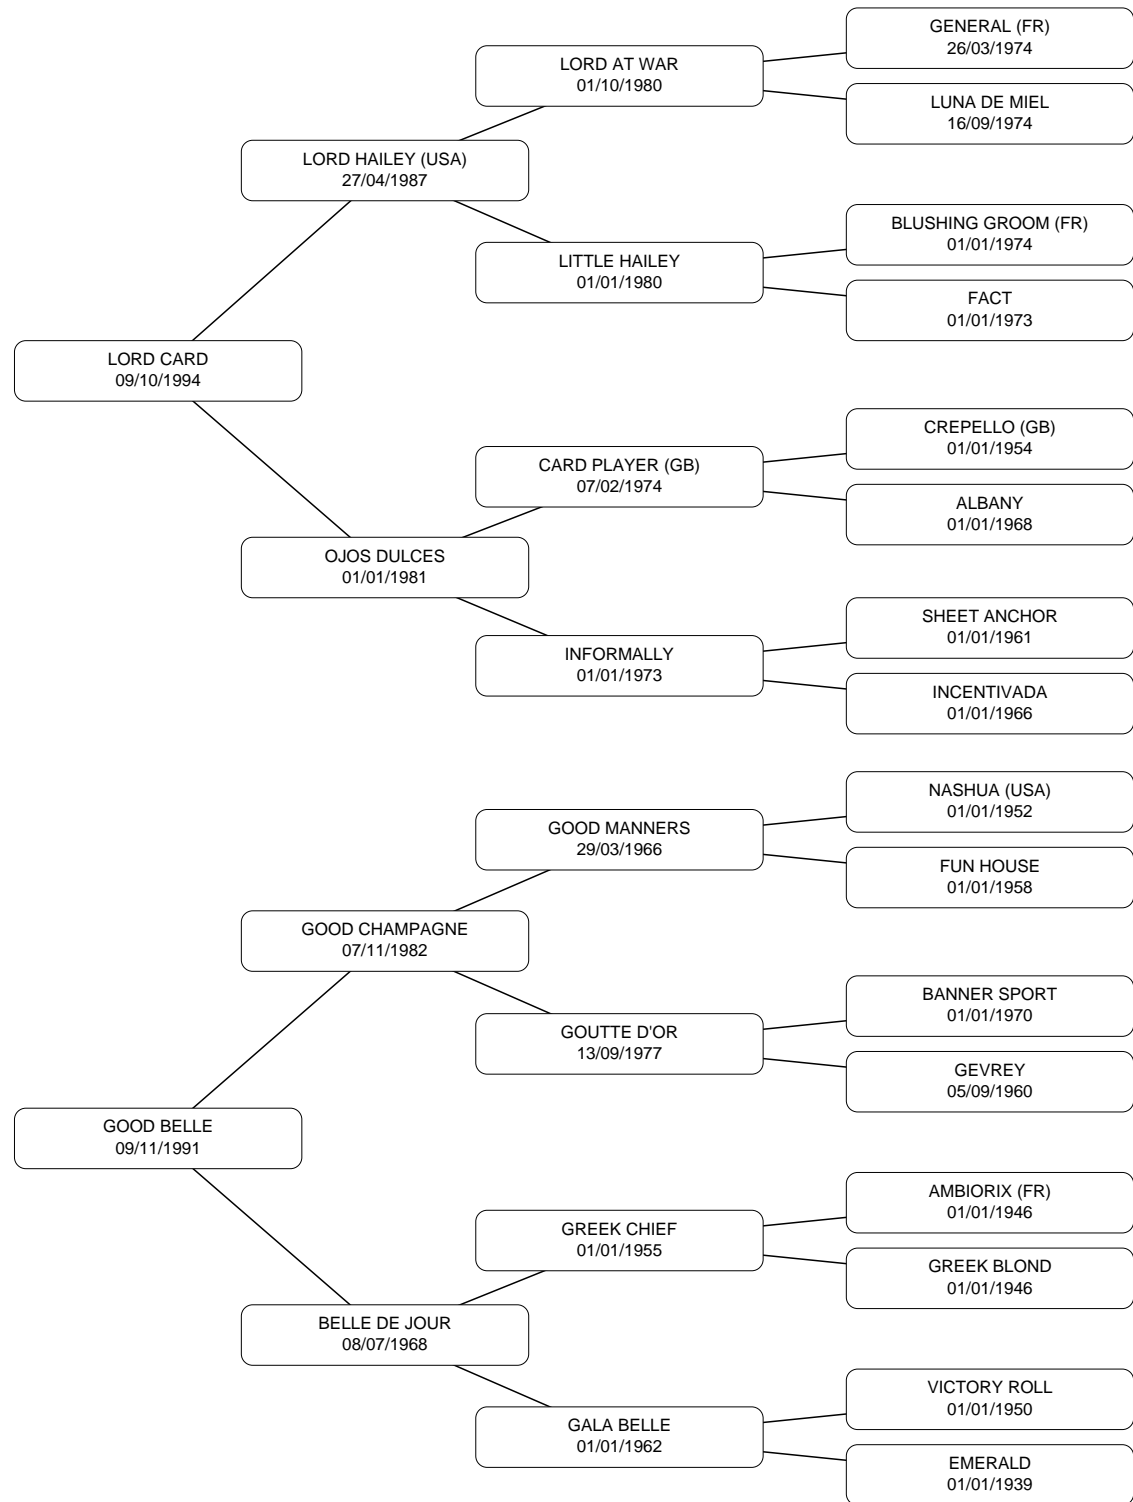 GENERAL (FR)
26/03/1974
LORD AT WAR
01/10/1980
LUNA DE MIEL
16/09/1974
LORD HAILEY (USA)
27/04/1987
BLUSHING GROOM (FR)
01/01/1974
LITTLE HAILEY
01/01/1980
FACT
01/01/1973
LORD CARD
09/10/1994
CREPELLO (GB)
01/01/1954
CARD PLAYER (GB)
07/02/1974
ALBANY
01/01/1968
OJOS DULCES
01/01/1981
SHEET ANCHOR
01/01/1961
INFORMALLY
01/01/1973
INCENTIVADA
01/01/1966
NASHUA (USA)
01/01/1952
GOOD MANNERS
29/03/1966
FUN HOUSE
01/01/1958
GOOD CHAMPAGNE
07/11/1982
BANNER SPORT
01/01/1970
GOUTTE D'OR
13/09/1977
GEVREY
05/09/1960
GOOD BELLE
09/11/1991
AMBIORIX (FR)
01/01/1946
GREEK CHIEF
01/01/1955
GREEK BLOND
01/01/1946
BELLE DE JOUR
08/07/1968
VICTORY ROLL
01/01/1950
GALA BELLE
01/01/1962
EMERALD
01/01/1939